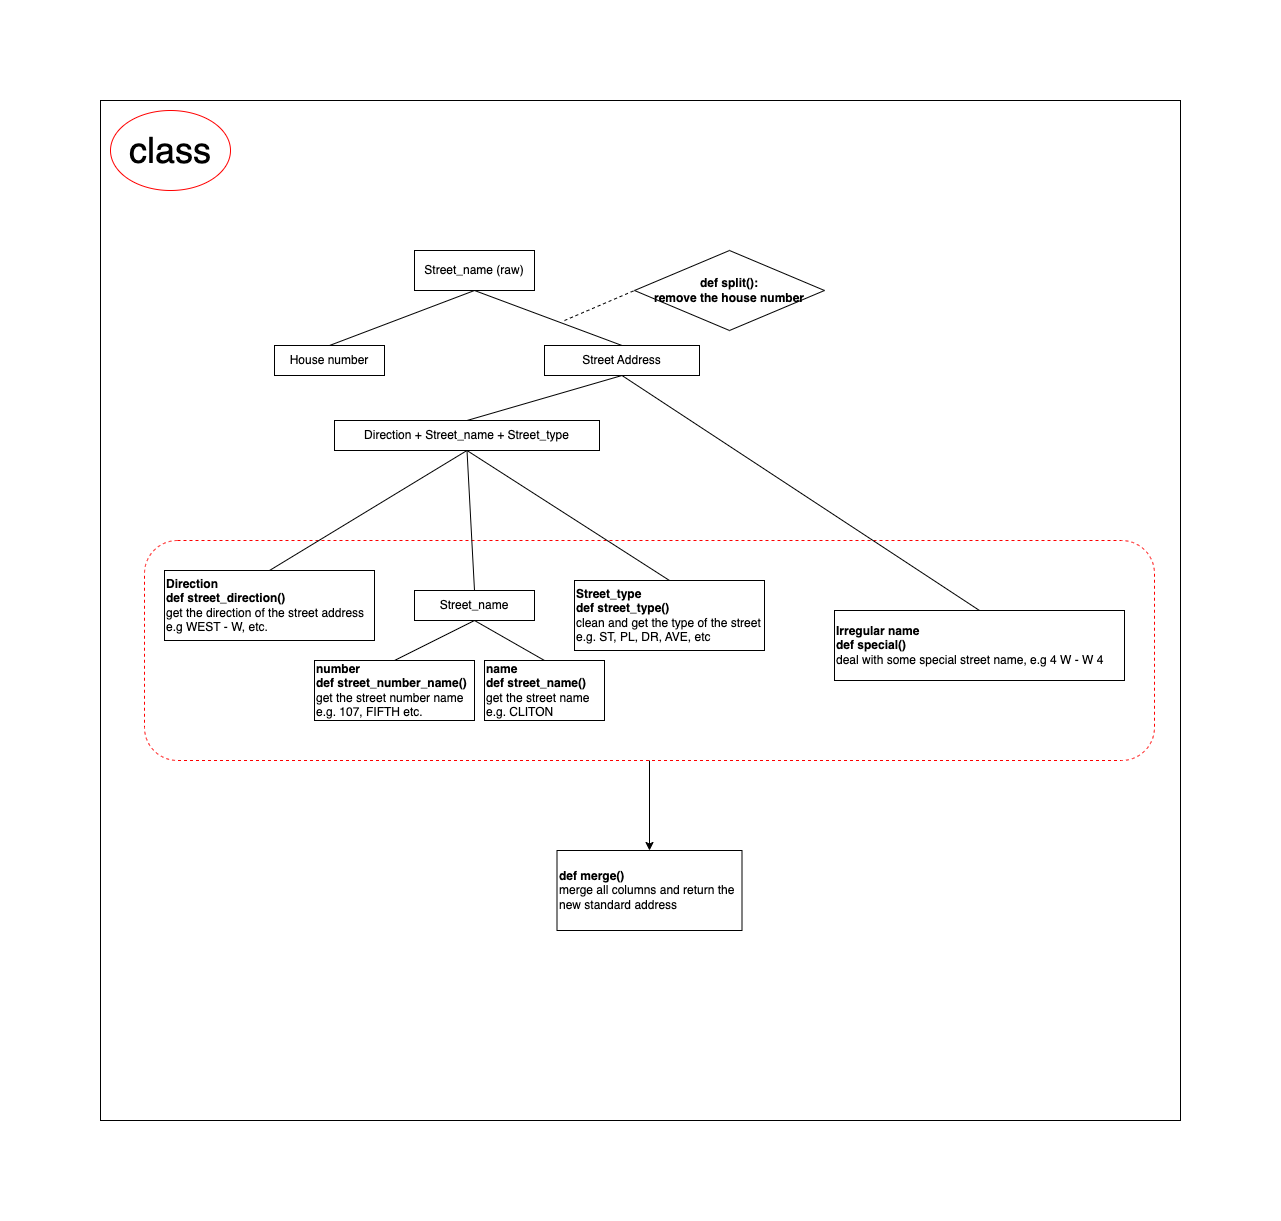 class
Street_name (raw)
def split():
remove the house number
House number
Street Address
Direction + Street_name + Street_type
Direction
def street_direction()
get the direction of the street address
e.g WEST - W, etc.
Street_name
Street_type
def street_type()
clean and get the type of the street
e.g. ST, PL, DR, AVE, etc
Irregular name
def special()
deal with some special street name, e.g 4 W - W 4
number
def street_number_name()
get the street number name
e.g. 107, FIFTH etc.
name
def street_name()
get the street name
e.g. CLITON
def merge()
merge all columns and return the
new standard address